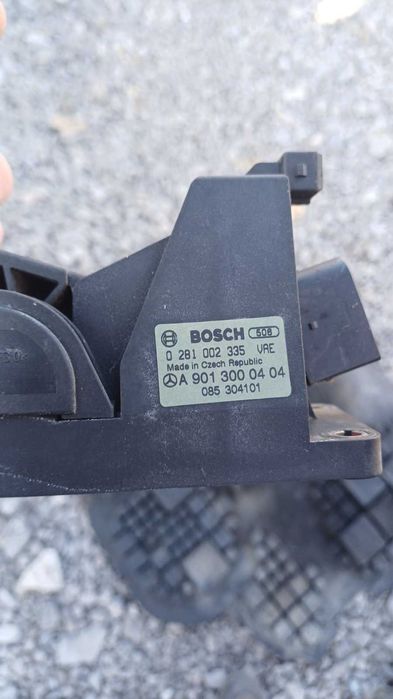 BOSCH 508
0 281 002 335 VAE
Made in Czech Republic
A 901 300 04 04
085 304101